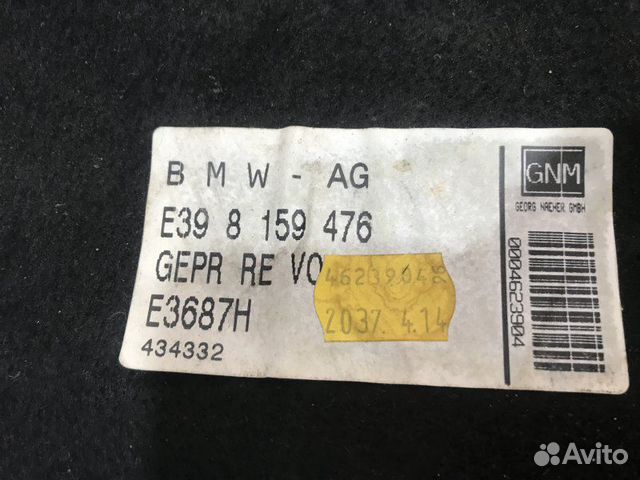 BMW-AG
E39 8 159 476
GEPR RE VO
E3687H
434332
2037 4.14
GNM
GEORG NAEHER GMBH
0004623904
Avito